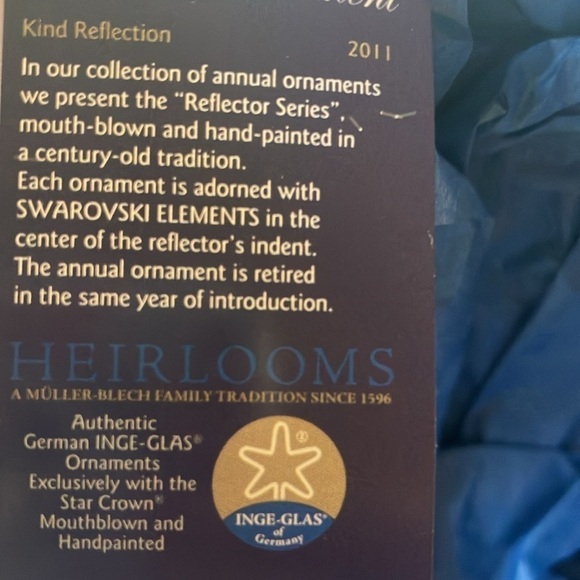 Kind Reflection
2011
In our collection of annual ornaments
we present the "Reflector Series",
mouth-blown and hand-painted in
a century-old tradition.
Each ornament is adorned with
SWAROVSKI ELEMENTS in the
center of the reflector's indent.
The annual ornament is retired
in the same year of introduction.
HEIRLOOMS
A MÜLLER-BLECH FAMILY TRADITION SINCE 1596
Authentic
German INGE-GLAS®
Ornaments
Exclusively with the
Star Crown®
Mouthblown and
Handpainted
®
INGE-GLAS®
of
Germany